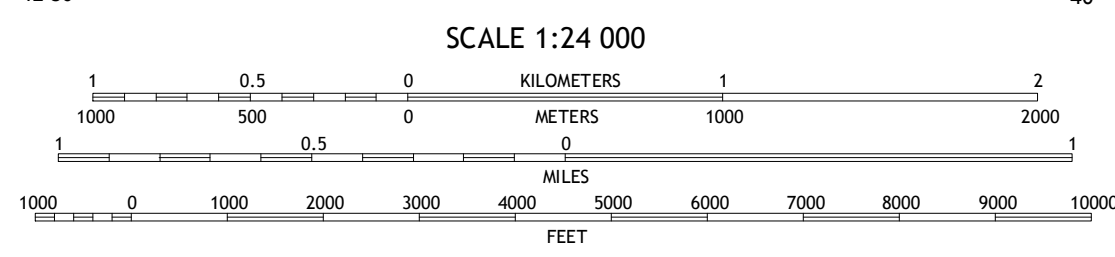 SCALE 1:24 000
1 0.5 0 KILOMETERS 1 2
1000 500 0 METERS 1000 2000
1 0.5 0 1
MILES
1000 0 1000 2000 3000 4000 5000 6000 7000 8000 9000 10000
FEET